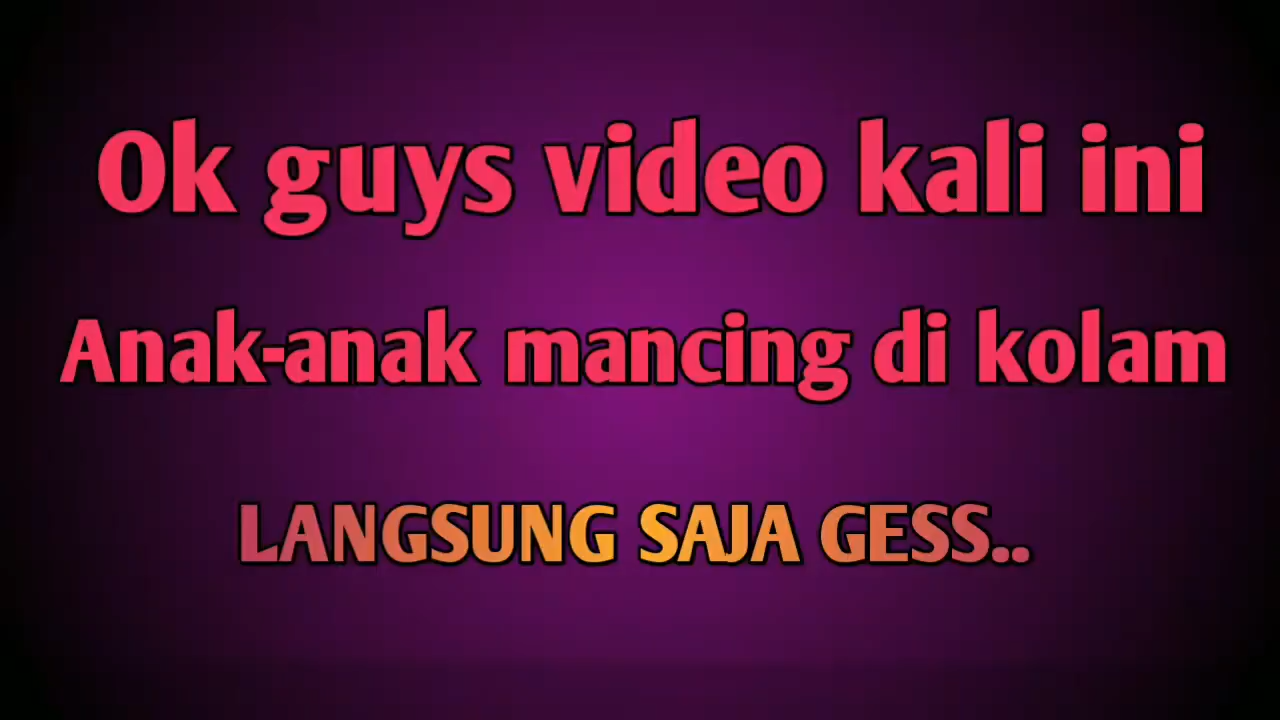 Ok guys video kali ini
Anak-anak mancing di kolam
LANGSUNG SAJA GESS..